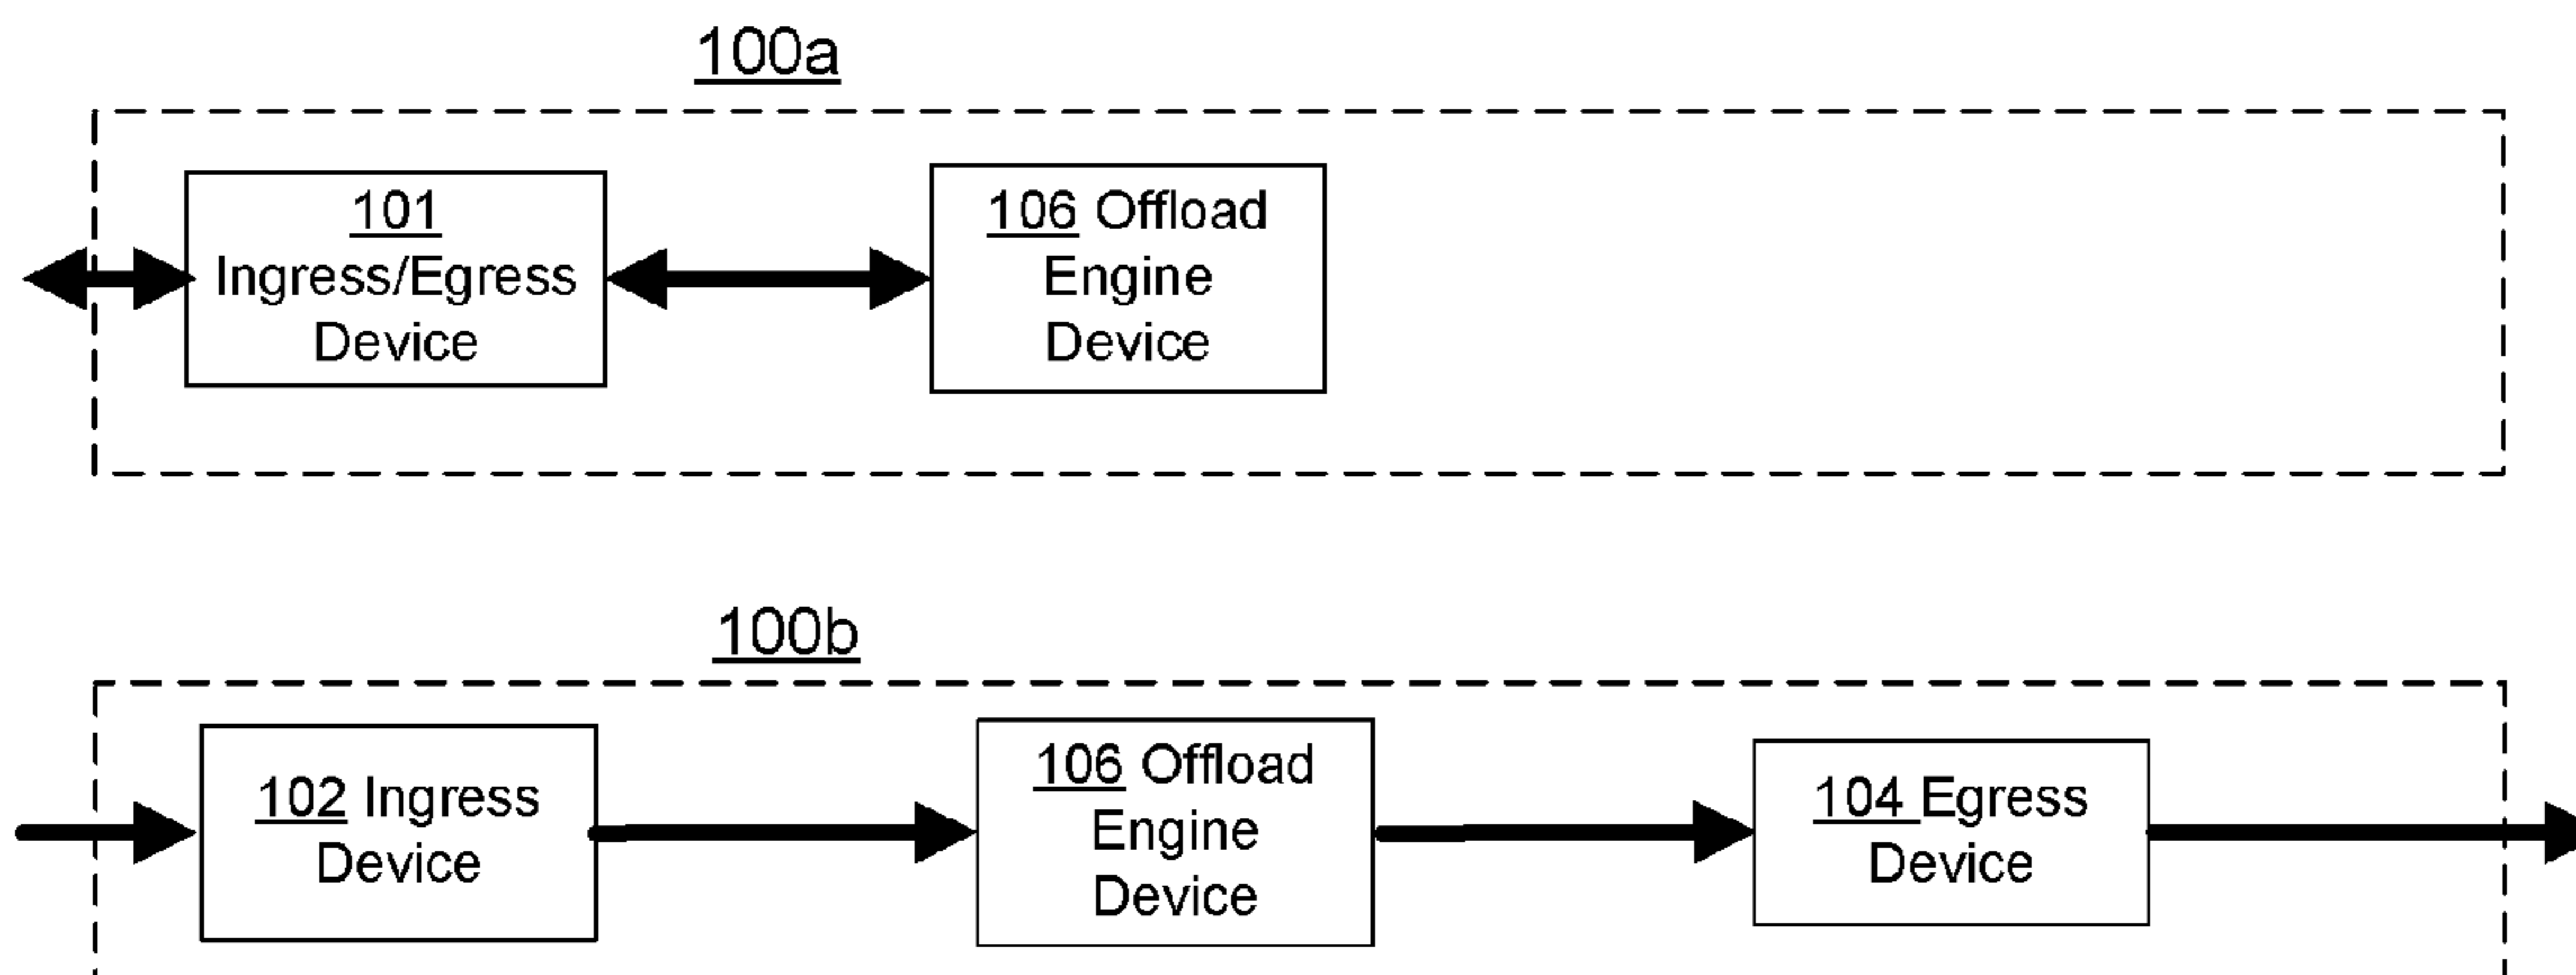 100a
101
Ingress/Egress
Device
106 Offload
Engine
Device
100b
102 Ingress
Device
106 Offload
Engine
Device
104 Egress
Device